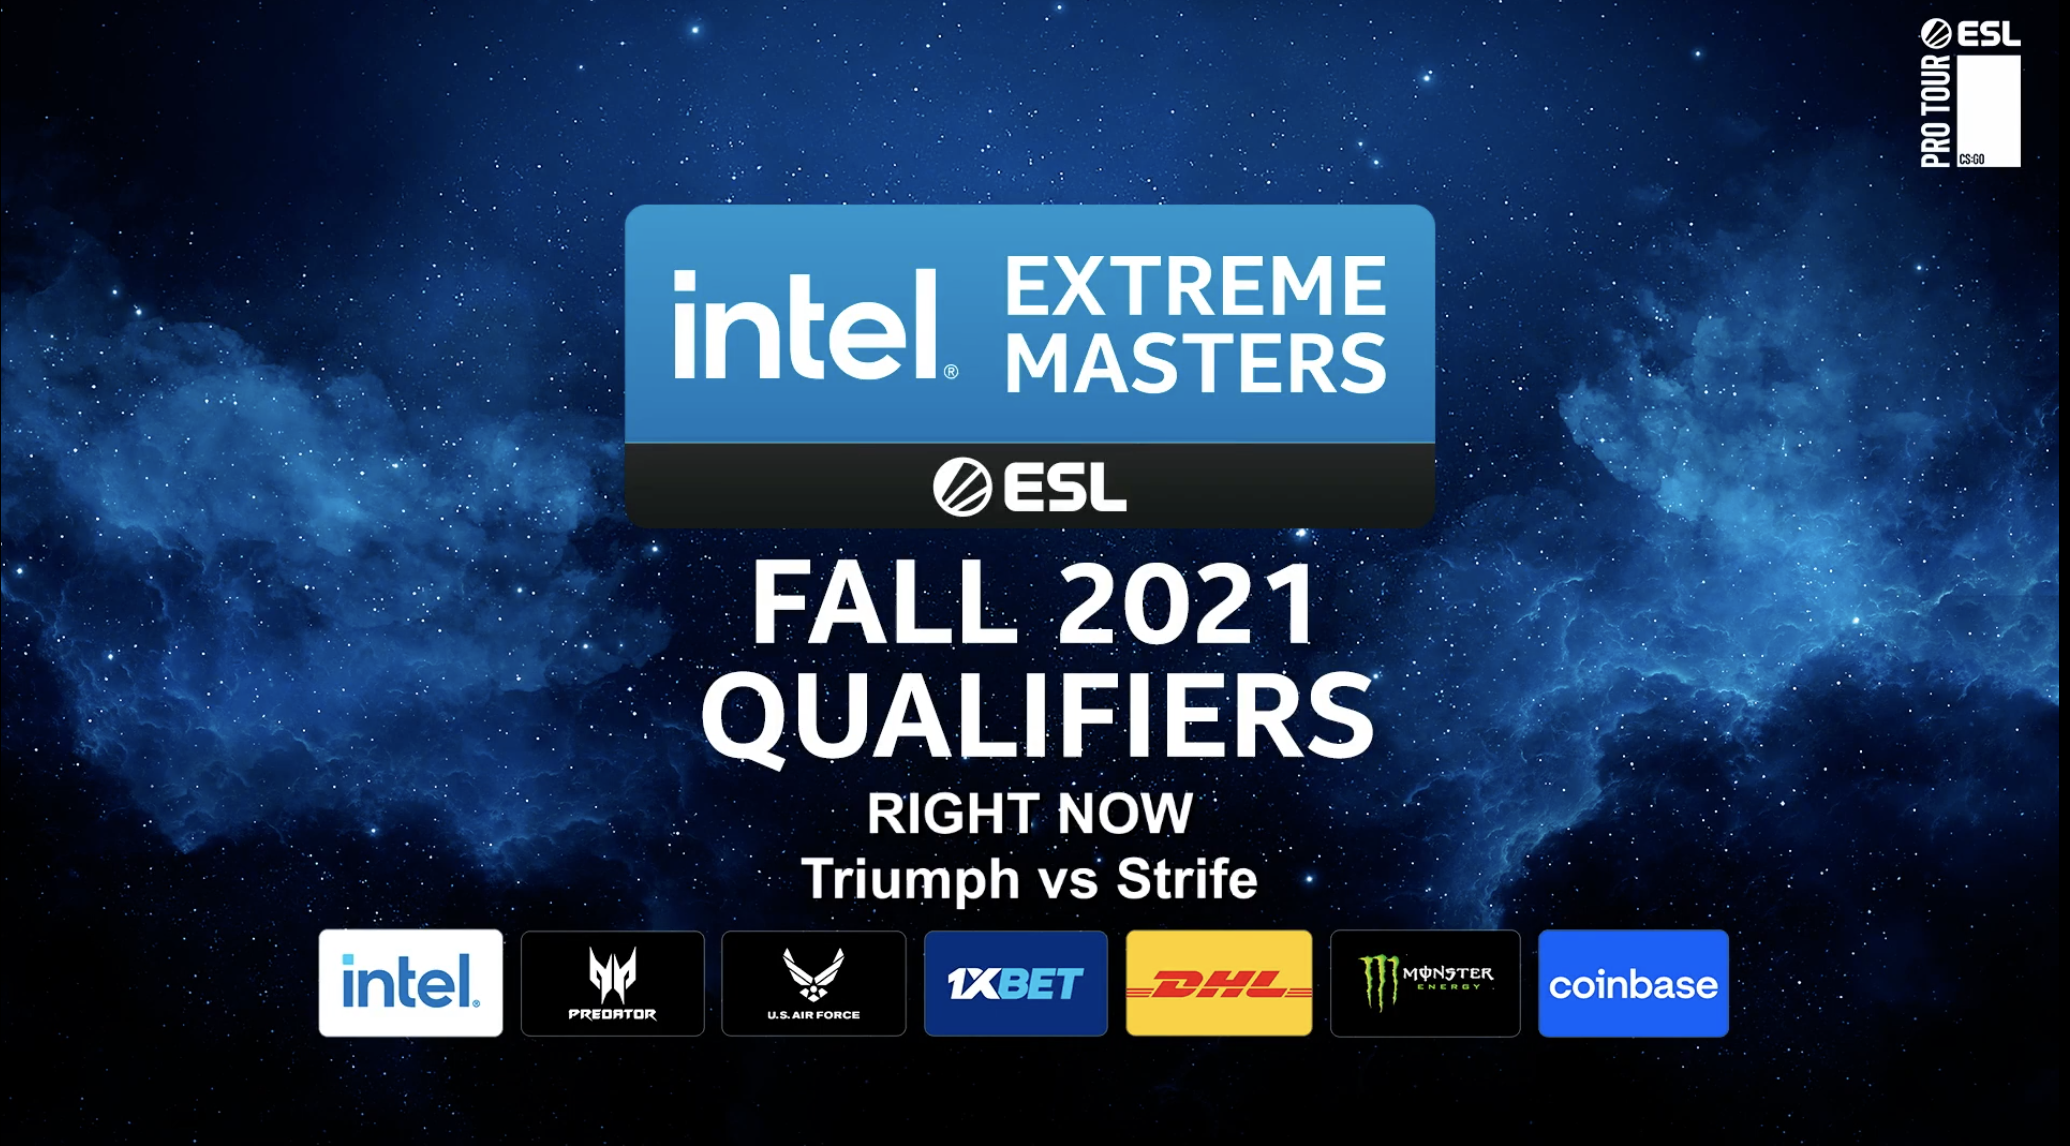 ESL
PRO TOUR
CS:GO
intel®
EXTREME
MASTERS
ESL
FALL 2021
QUALIFIERS
RIGHT NOW
Triumph vs Strife
intel.
PREDATOR
U.S. AIR FORCE
1XBET
DHL
MONSTER
ENERGY
coinbase